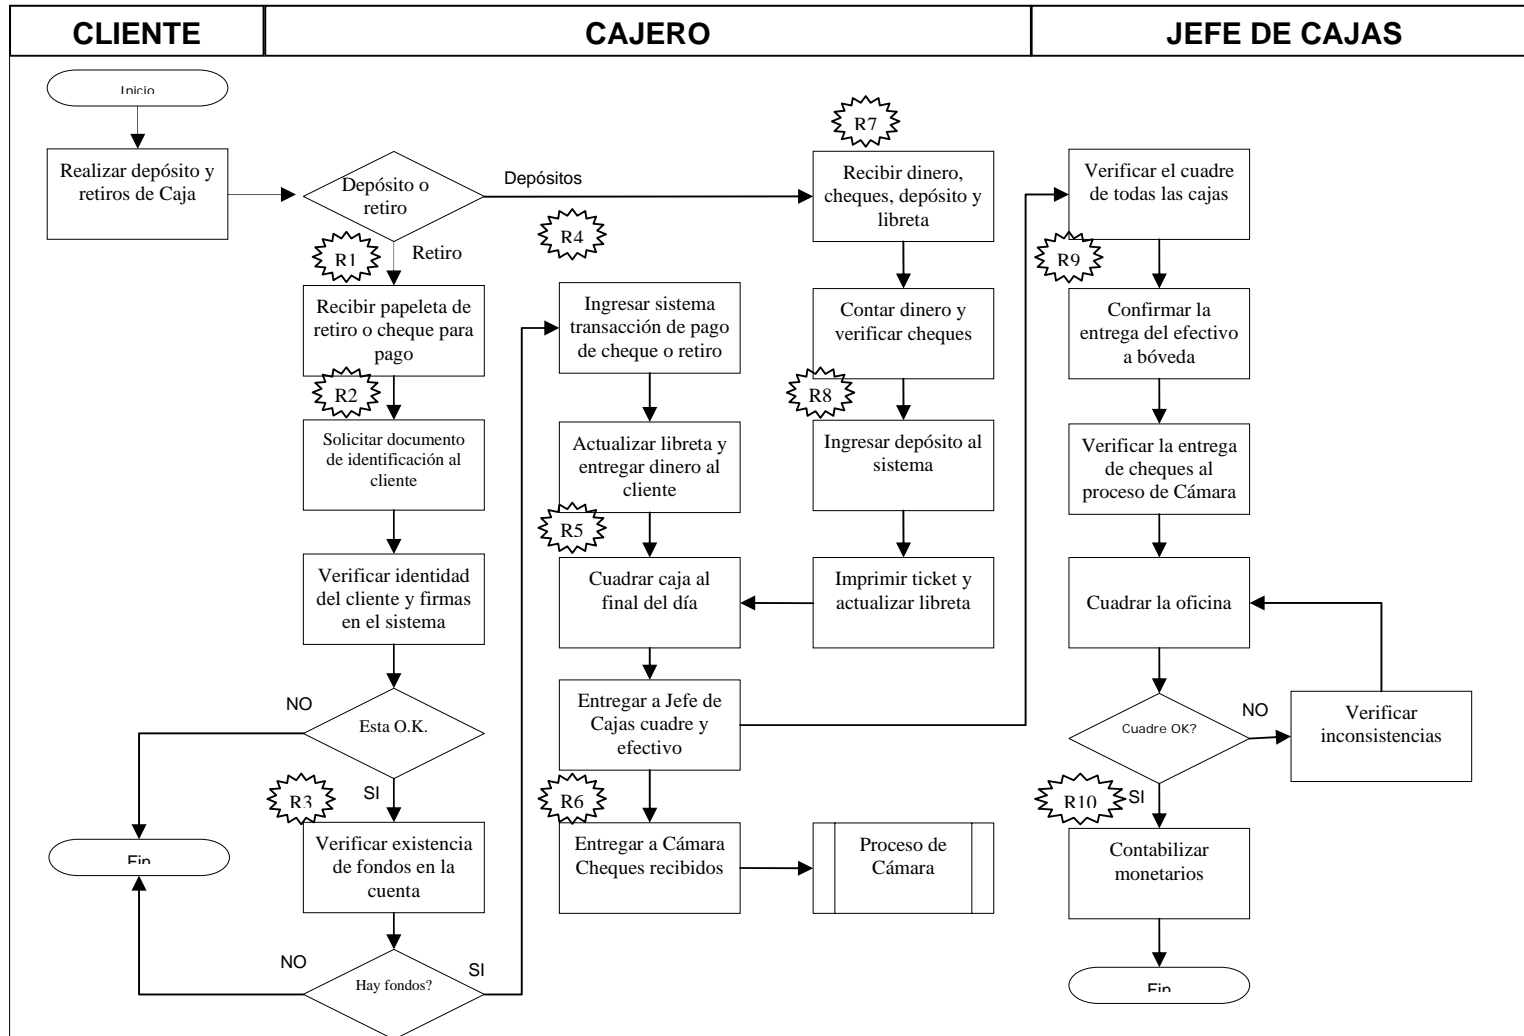 CLIENTE
CAJERO
JEFE DE CAJAS
Inicio
Realizar depósito y
retiros de Caja
Depósito o
retiro
Depósitos
Retiro
R1
R4
R7
Recibir papeleta de
retiro o cheque para
pago
R2
Solicitar documento
de identificación al
cliente
Verificar identidad
del cliente y firmas
en el sistema
Esta O.K.
NO
SI
R3
Verificar existencia
de fondos en la
cuenta
Fin
Hay fondos?
NO
SI
Ingresar sistema
transacción de pago
de cheque o retiro
Actualizar libreta y
entregar dinero al
cliente
R5
Cuadrar caja al
final del día
Entregar a Jefe de
Cajas cuadre y
efectivo
R6
Entregar a Cámara
Cheques recibidos
Proceso de
Cámara
Recibir dinero,
cheques, depósito y
libreta
Contar dinero y
verificar cheques
R8
Ingresar depósito al
sistema
Imprimir ticket y
actualizar libreta
Verificar el cuadre
de todas las cajas
R9
Confirmar la
entrega del efectivo
a bóveda
Verificar la entrega
de cheques al
proceso de Cámara
Cuadrar la oficina
Cuadre OK?
NO
Verificar
inconsistencias
R10
SI
Contabilizar
monetarios
Fin